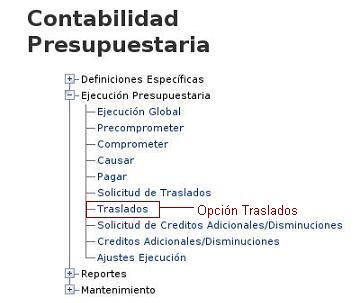 Contabilidad
Presupuestaria
Definiciones Específicas
Ejecución Presupuestaria
Ejecución Global
Precomprometer
Comprometer
Causar
Pagar
Solicitud de Traslados
Traslados Opción Traslados
Solicitud de Creditos Adicionales/Disminuciones
Creditos Adicionales/Disminuciones
Ajustes Ejecución
Reportes
Mantenimiento